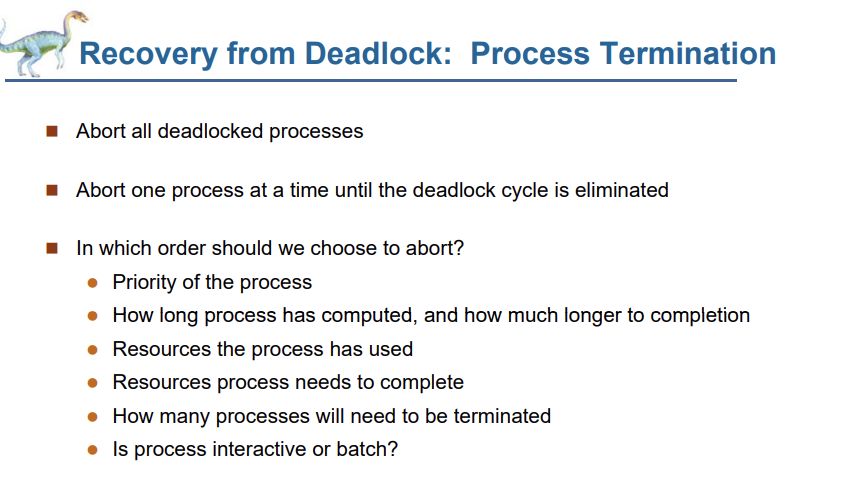 Recovery from Deadlock:  Process Termination
Abort all deadlocked processes
Abort one process at a time until the deadlock cycle is eliminated
In which order should we choose to abort?
Priority of the process
How long process has computed, and how much longer to completion
Resources the process has used
Resources process needs to complete
How many processes will need to be terminated
Is process interactive or batch?